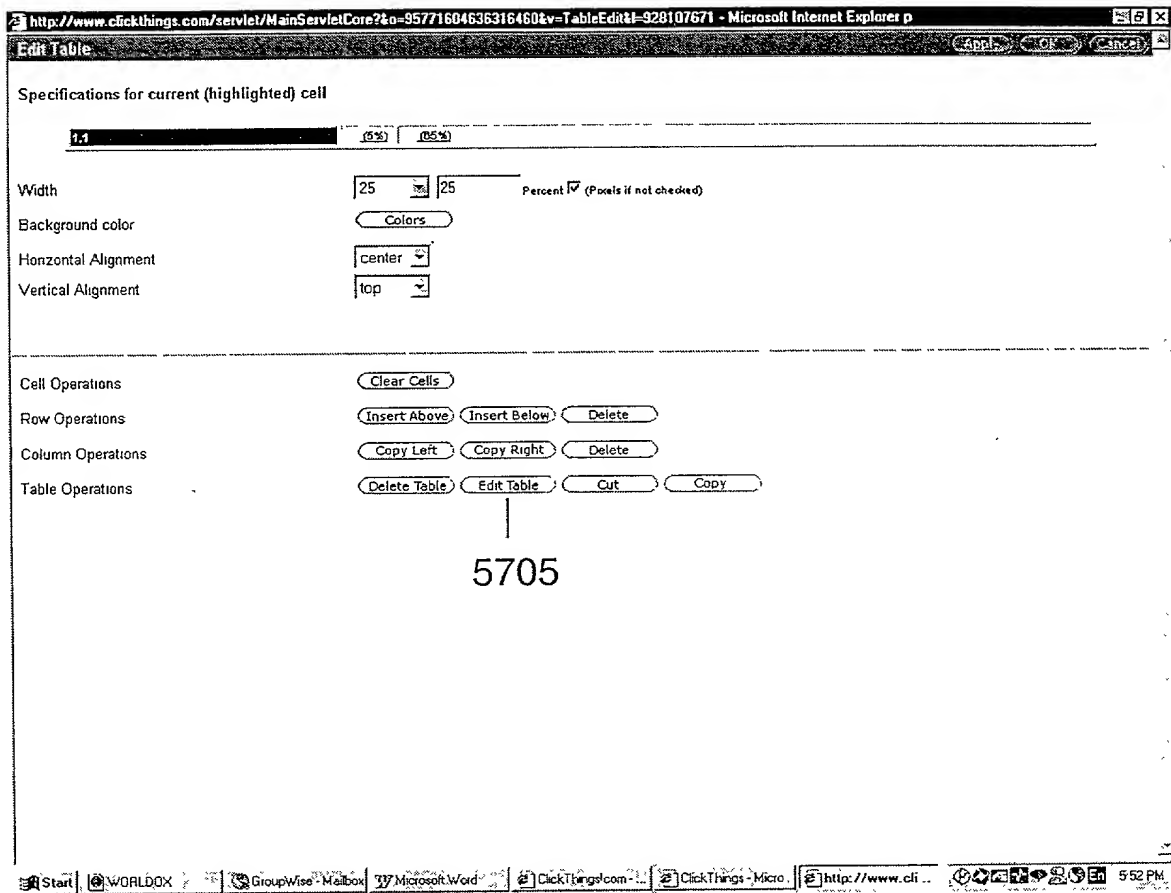 http://www.clickthings.com/servlet/MainServletCore?&o=95771604636316460&v=TableEdit&l=928107671 - Microsoft Internet Explorer p
Edit Table Apply OK Cancel
Specifications for current (highlighted) cell
1,1 (5%) (85%)
Width 25 25 Percent (Pixels if not checked)
Background color Colors
Horizontal Alignment center
Vertical Alignment top
Cell Operations Clear Cells
Row Operations Insert Above Insert Below Delete
Column Operations Copy Left Copy Right Delete
Table Operations Delete Table Edit Table Cut Copy
5705
Start WORLDOX GroupWise - Mailbox Microsoft Word ClickThings!com - ... ClickThings - Micro.. http://www.cli... 5:52 PM